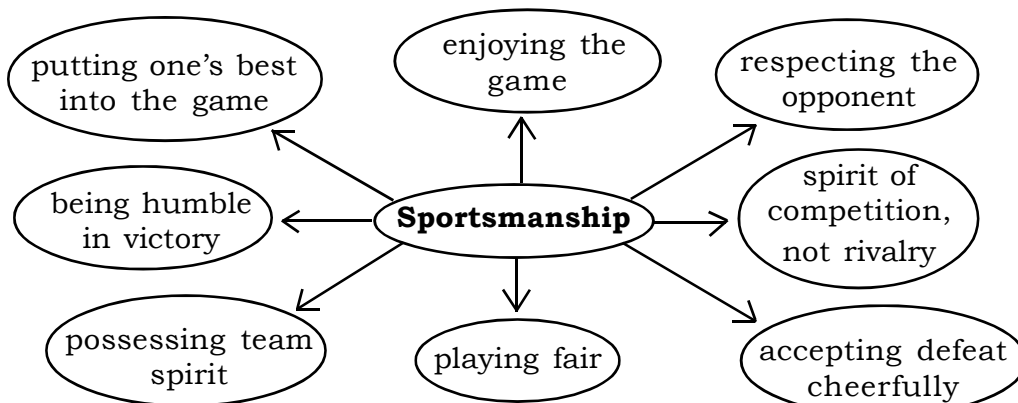 putting one's best
into the game
enjoying the
game
respecting the
opponent
being humble
in victory
Sportsmanship
spirit of
competition,
not rivalry
possessing team
spirit
playing fair
accepting defeat
cheerfully